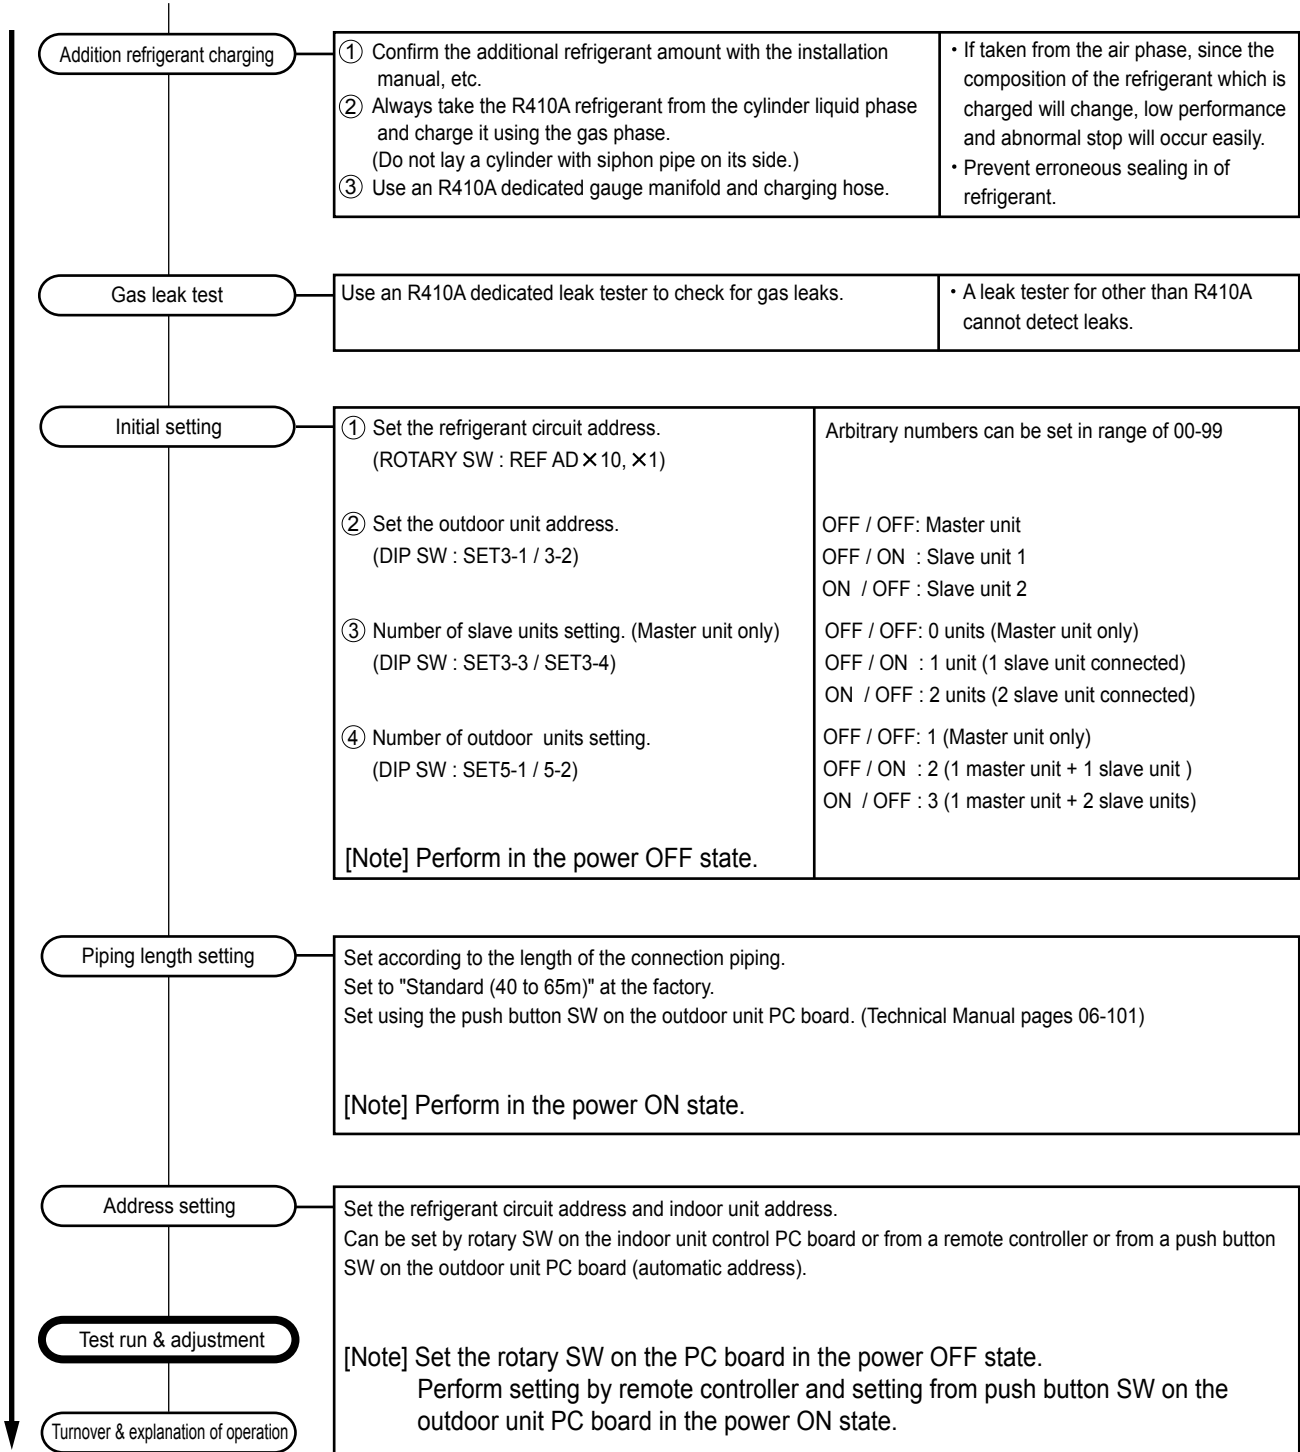 Addition refrigerant charging
① Confirm the additional refrigerant amount with the installation
manual, etc.
② Always take the R410A refrigerant from the cylinder liquid phase
and charge it using the gas phase.
(Do not lay a cylinder with siphon pipe on its side.)
③ Use an R410A dedicated gauge manifold and charging hose.
・If taken from the air phase, since the
composition of the refrigerant which is
charged will change, low performance
and abnormal stop will occur easily.
・Prevent erroneous sealing in of
refrigerant.
Gas leak test
Use an R410A dedicated leak tester to check for gas leaks.
・A leak tester for other than R410A
cannot detect leaks.
Initial setting
① Set the refrigerant circuit address.
(ROTARY SW : REF AD×10, ×1)
Arbitrary numbers can be set in range of 00-99
② Set the outdoor unit address.
(DIP SW : SET3-1 / 3-2)
OFF / OFF: Master unit
OFF / ON : Slave unit 1
ON / OFF : Slave unit 2
③ Number of slave units setting. (Master unit only)
(DIP SW : SET3-3 / SET3-4)
OFF / OFF: 0 units (Master unit only)
OFF / ON : 1 unit (1 slave unit connected)
ON / OFF : 2 units (2 slave unit connected)
④ Number of outdoor units setting.
(DIP SW : SET5-1 / 5-2)
OFF / OFF: 1 (Master unit only)
OFF / ON : 2 (1 master unit + 1 slave unit )
ON / OFF : 3 (1 master unit + 2 slave units)
[Note] Perform in the power OFF state.
Piping length setting
Set according to the length of the connection piping.
Set to "Standard (40 to 65m)" at the factory.
Set using the push button SW on the outdoor unit PC board. (Technical Manual pages 06-101)
[Note] Perform in the power ON state.
Address setting
Set the refrigerant circuit address and indoor unit address.
Can be set by rotary SW on the indoor unit control PC board or from a remote controller or from a push button
SW on the outdoor unit PC board (automatic address).
Test run & adjustment
[Note] Set the rotary SW on the PC board in the power OFF state.
Perform setting by remote controller and setting from push button SW on the
outdoor unit PC board in the power ON state.
Turnover & explanation of operation